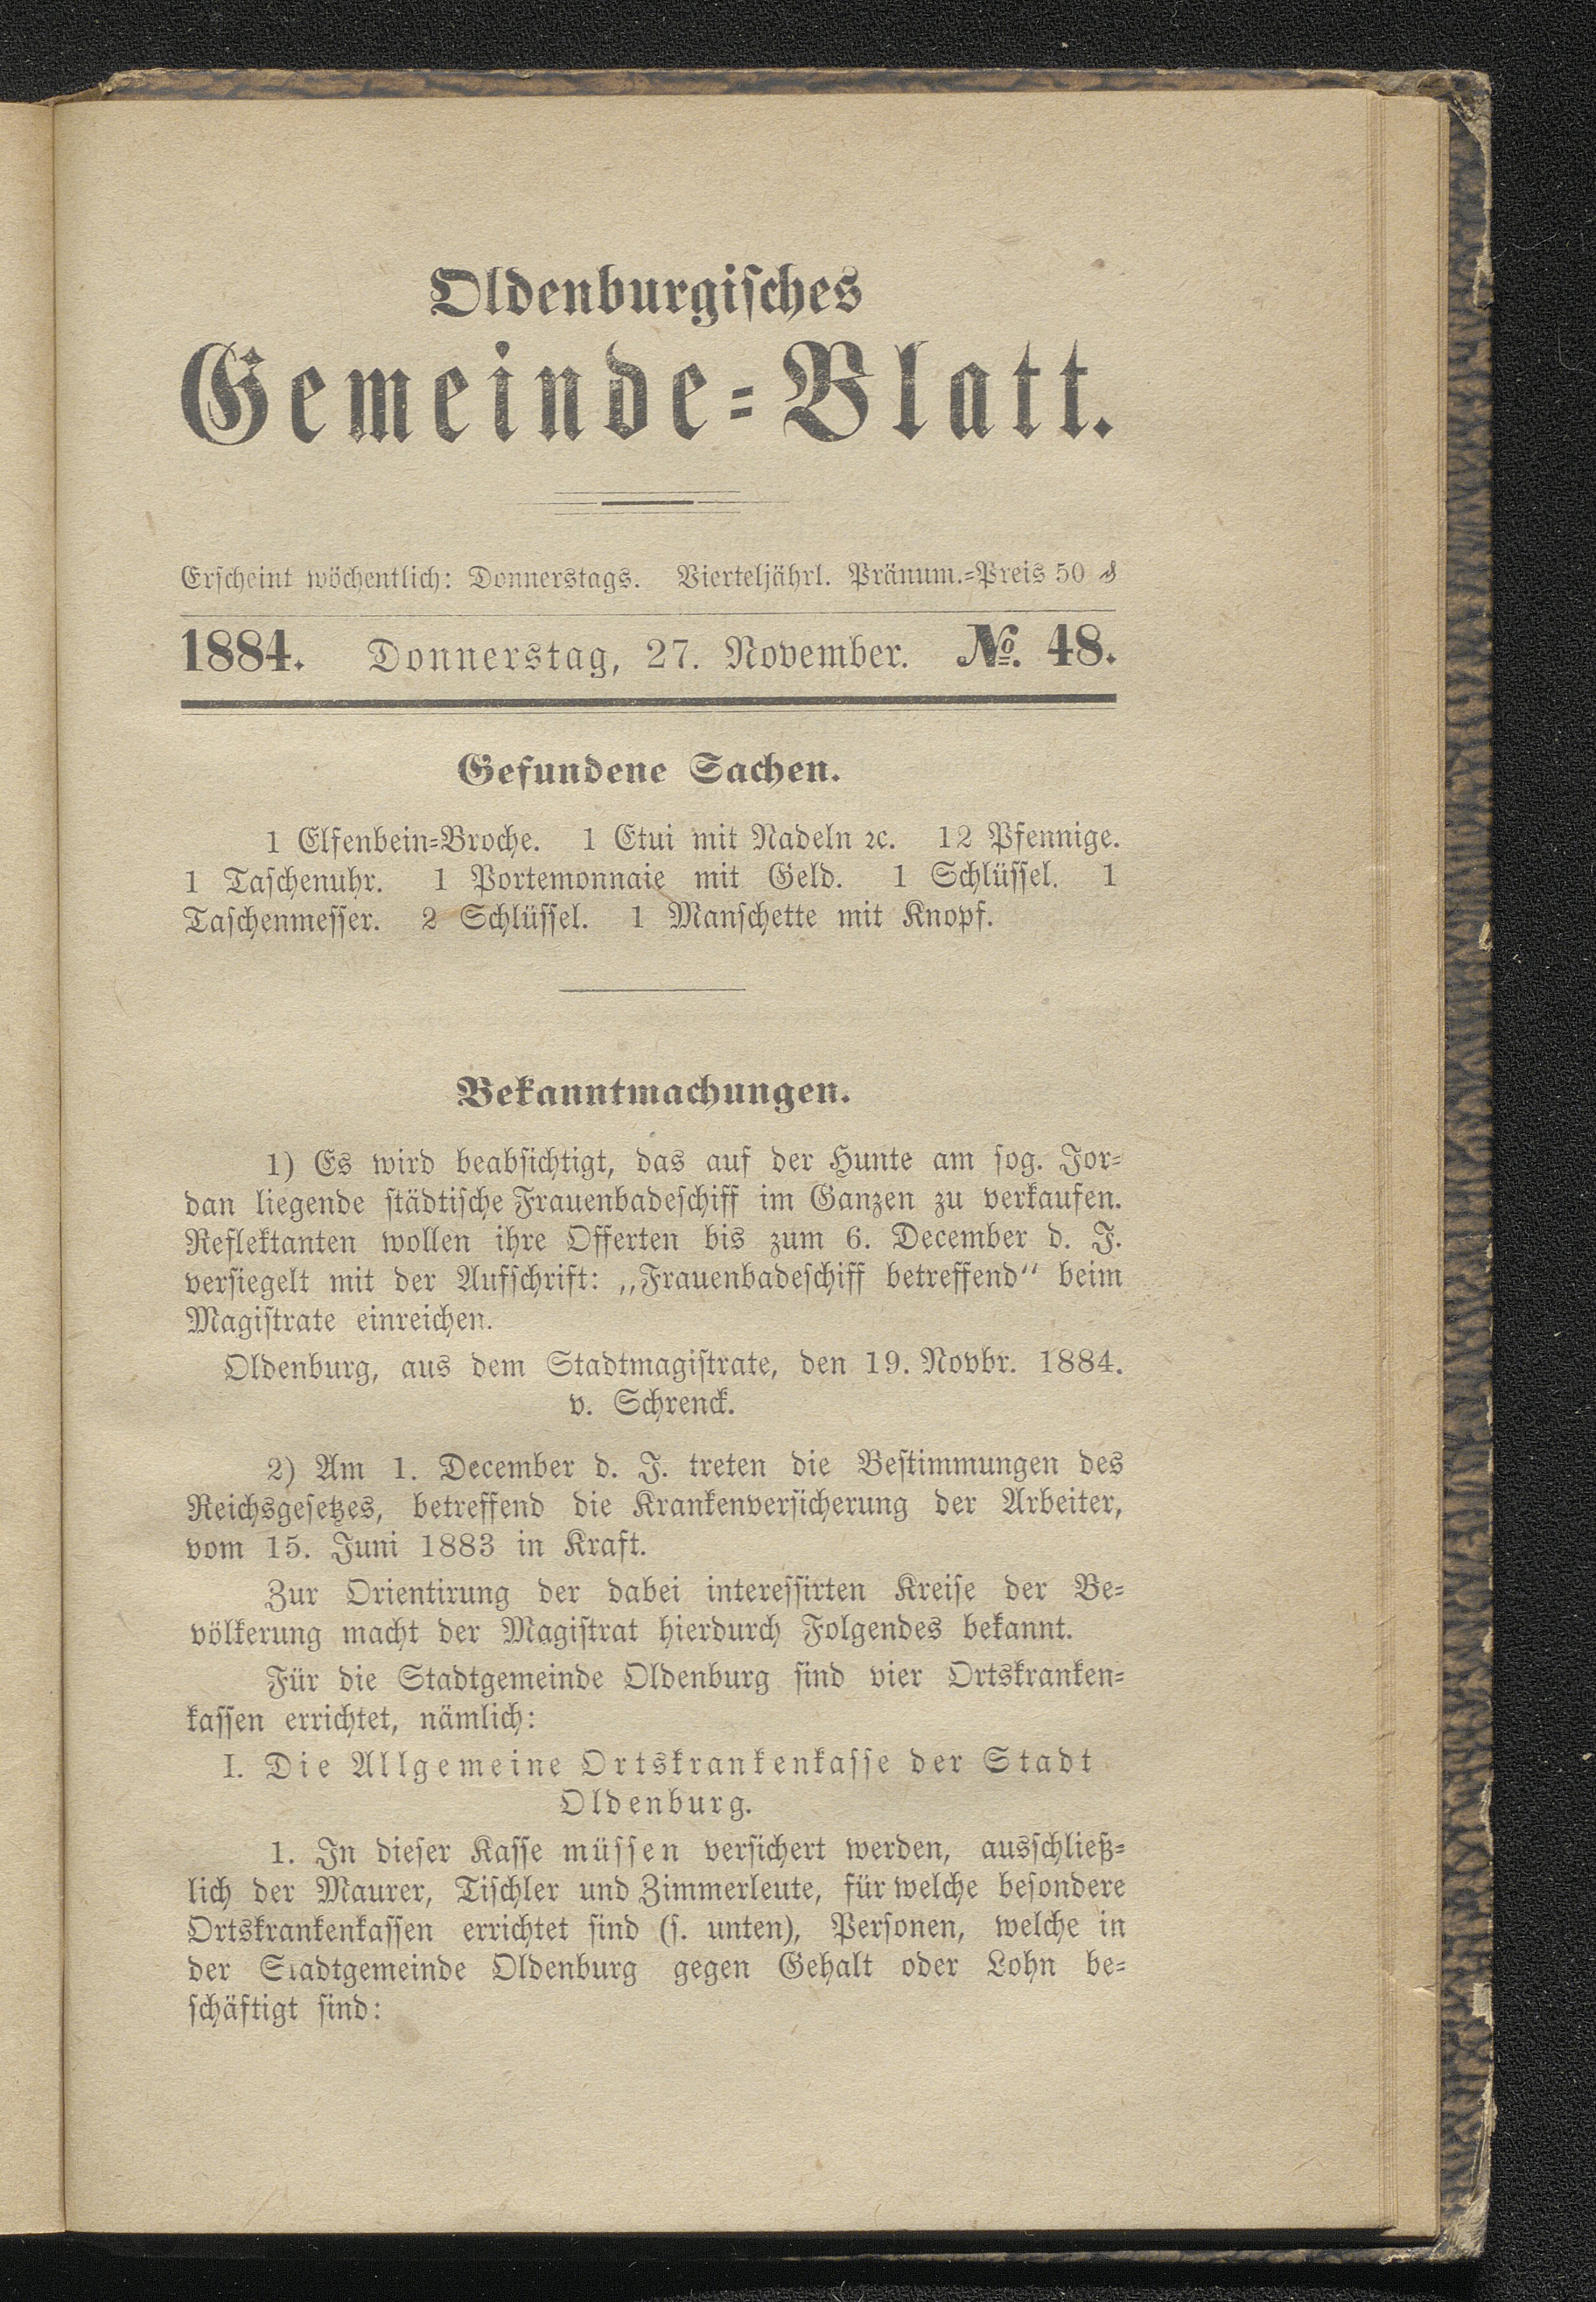 Oldenburgisches
Gemeinde-Blatt.
Erscheint wöchentlich: Donnerstags. Vierteljährl. Pränum.-Preis 50 ₰
1884. Donnerstag, 27. November. №. 48.
Gefundene Sachen.
1 Elfenbein-Broche. 1 Etui mit Nadeln ꝛc. 12 Pfennige.
1 Taschenuhr. 1 Portemonnaie mit Geld. 1 Schlüssel. 1
Taschenmesser. 2 Schlüssel. 1 Manschette mit Knopf.
Bekanntmachungen.
1) Es wird beabsichtigt, das auf der Hunte am sog. Jor-
dan liegende städtische Frauenbadeschiff im Ganzen zu verkaufen.
Reflektanten wollen ihre Offerten bis zum 6. December d. J.
versiegelt mit der Aufschrift: „Frauenbadeschiff betreffend“ beim
Magistrate einreichen.
Oldenburg, aus dem Stadtmagistrate, den 19. Novbr. 1884.
v. Schrenck.
2) Am 1. December d. J. treten die Bestimmungen des
Reichsgesetzes, betreffend die Krankenversicherung der Arbeiter,
vom 15. Juni 1883 in Kraft.
Zur Orientirung der dabei interessirten Kreise der Be-
völkerung macht der Magistrat hierdurch Folgendes bekannt.
Für die Stadtgemeinde Oldenburg sind vier Ortskranken-
kassen errichtet, nämlich:
I. Die Allgemeine Ortskrankenkasse der Stadt
Oldenburg.
1. In dieser Kasse müssen versichert werden, ausschließ-
lich der Maurer, Tischler und Zimmerleute, für welche besondere
Ortskrankenkassen errichtet sind (s. unten), Personen, welche in
der Stadtgemeinde Oldenburg gegen Gehalt oder Lohn be-
schäftigt sind: